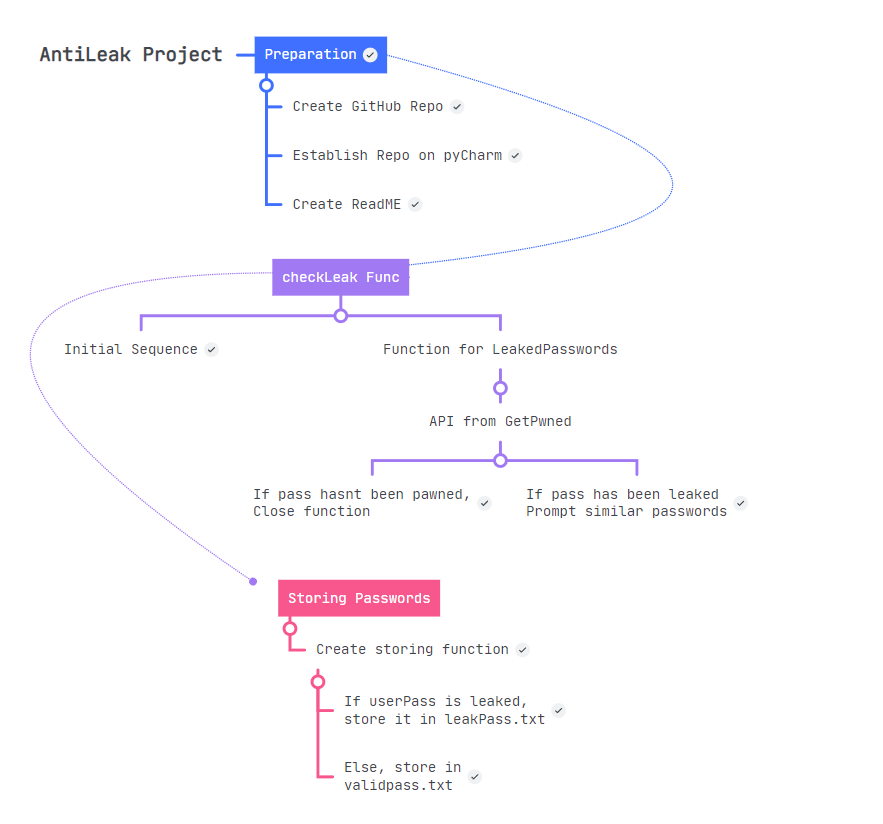 AntiLeak Project
Preparation
Create GitHub Repo
Establish Repo on pyCharm
Create ReadME
checkLeak Func
Initial Sequence
Function for LeakedPasswords
API from GetPwned
If pass hasnt been pawned,
Close function
If pass has been leaked
Prompt similar passwords
Storing Passwords
Create storing function
If userPass is leaked,
store it in leakPass.txt
Else, store in
validpass.txt